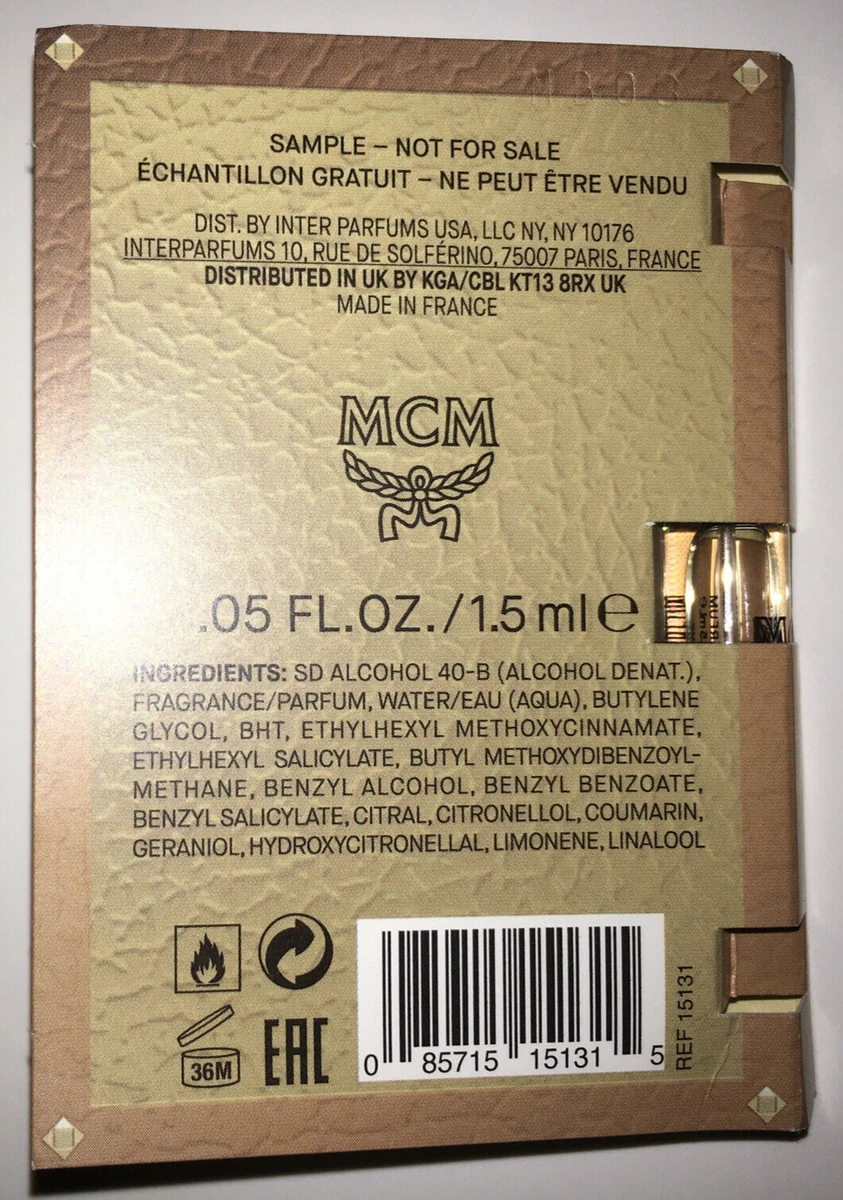 N303
SAMPLE – NOT FOR SALE
ÉCHANTILLON GRATUIT – NE PEUT ÊTRE VENDU
DIST. BY INTER PARFUMS USA, LLC NY, NY 10176
INTERPARFUMS 10, RUE DE SOLFÉRINO, 75007 PARIS, FRANCE
DISTRIBUTED IN UK BY KGA/CBL KT13 8RX UK
MADE IN FRANCE
MCM
.05 FL.OZ./1.5 ml e
INGREDIENTS: SD ALCOHOL 40-B (ALCOHOL DENAT.),
FRAGRANCE/PARFUM, WATER/EAU (AQUA), BUTYLENE
GLYCOL, BHT, ETHYLHEXYL METHOXYCINNAMATE,
ETHYLHEXYL SALICYLATE, BUTYL METHOXYDIBENZOYL-
METHANE, BENZYL ALCOHOL, BENZYL BENZOATE,
BENZYL SALICYLATE, CITRAL, CITRONELLOL, COUMARIN,
GERANIOL, HYDROXYCITRONELLAL, LIMONENE, LINALOOL
36M
EAC
0 85715 15131 5
REF 15131